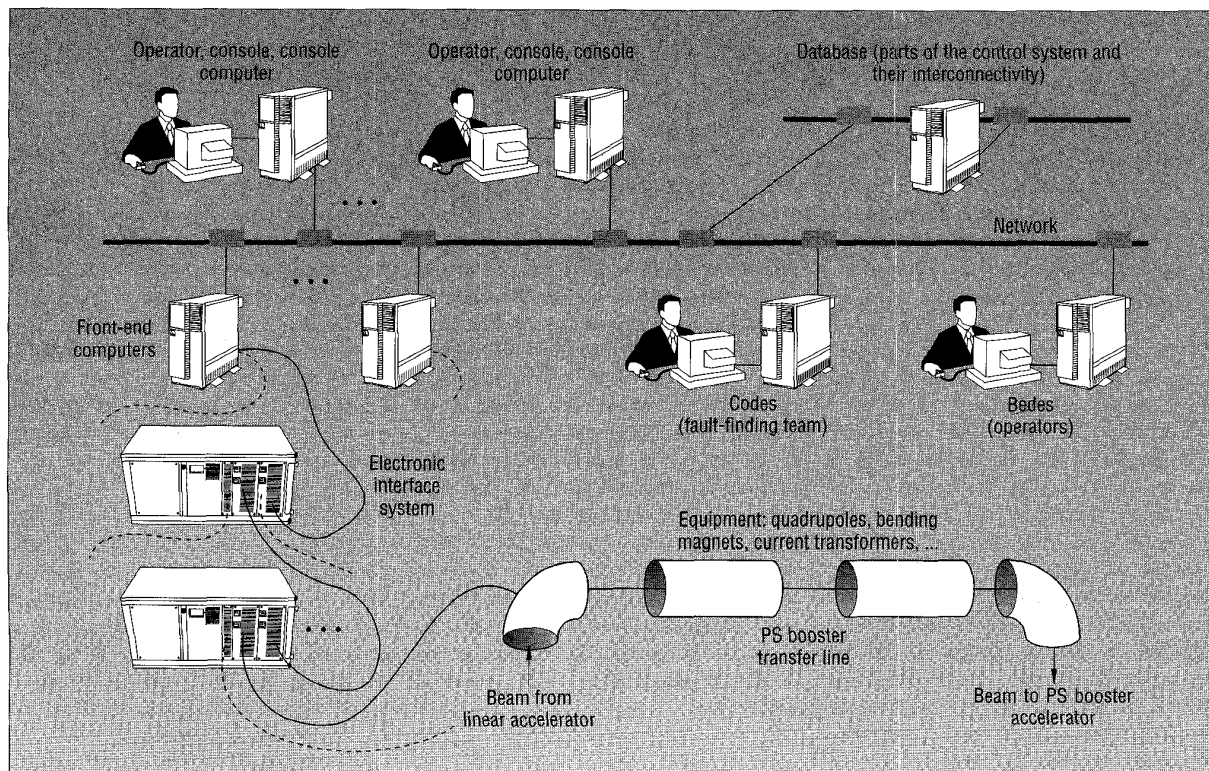 Operator, console, console
computer
Operator, console, console
computer
Database (parts of the control system and
their interconnectivity)
Network
Front-end
computers
Codes
(fault-finding team)
Bedes
(operators)
Electronic
interface
system
Equipment: quadrupoles, bending
magnets, current transformers, ...
PS booster
transfer line
Beam from
linear accelerator
Beam to PS booster
accelerator